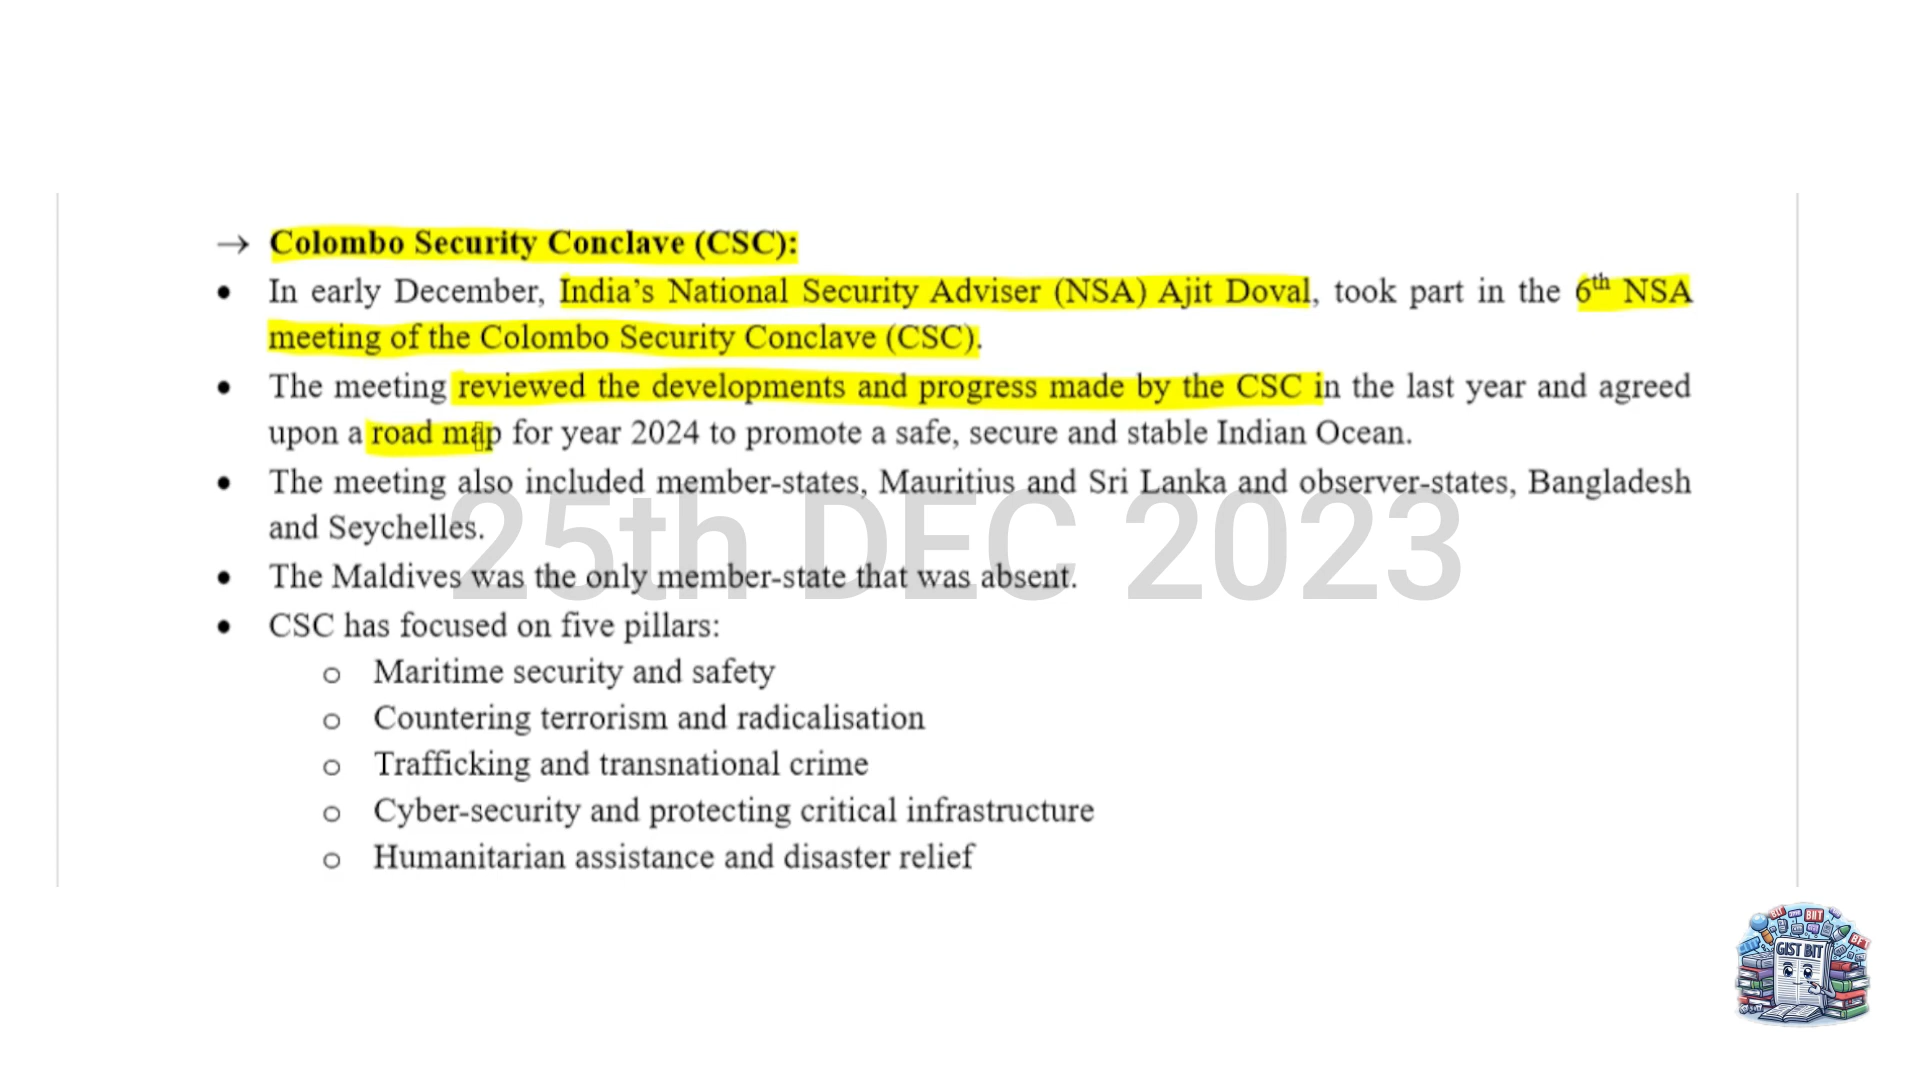 → Colombo Security Conclave (CSC):
• In early December, India’s National Security Adviser (NSA) Ajit Doval, took part in the 6th NSA
meeting of the Colombo Security Conclave (CSC).
• The meeting reviewed the developments and progress made by the CSC in the last year and agreed
upon a road map for year 2024 to promote a safe, secure and stable Indian Ocean.
• The meeting also included member-states, Mauritius and Sri Lanka and observer-states, Bangladesh
and Seychelles.
25th DEC 2023
• The Maldives was the only member-state that was absent.
• CSC has focused on five pillars:
o Maritime security and safety
o Countering terrorism and radicalisation
o Trafficking and transnational crime
o Cyber-security and protecting critical infrastructure
o Humanitarian assistance and disaster relief
GIST BIT